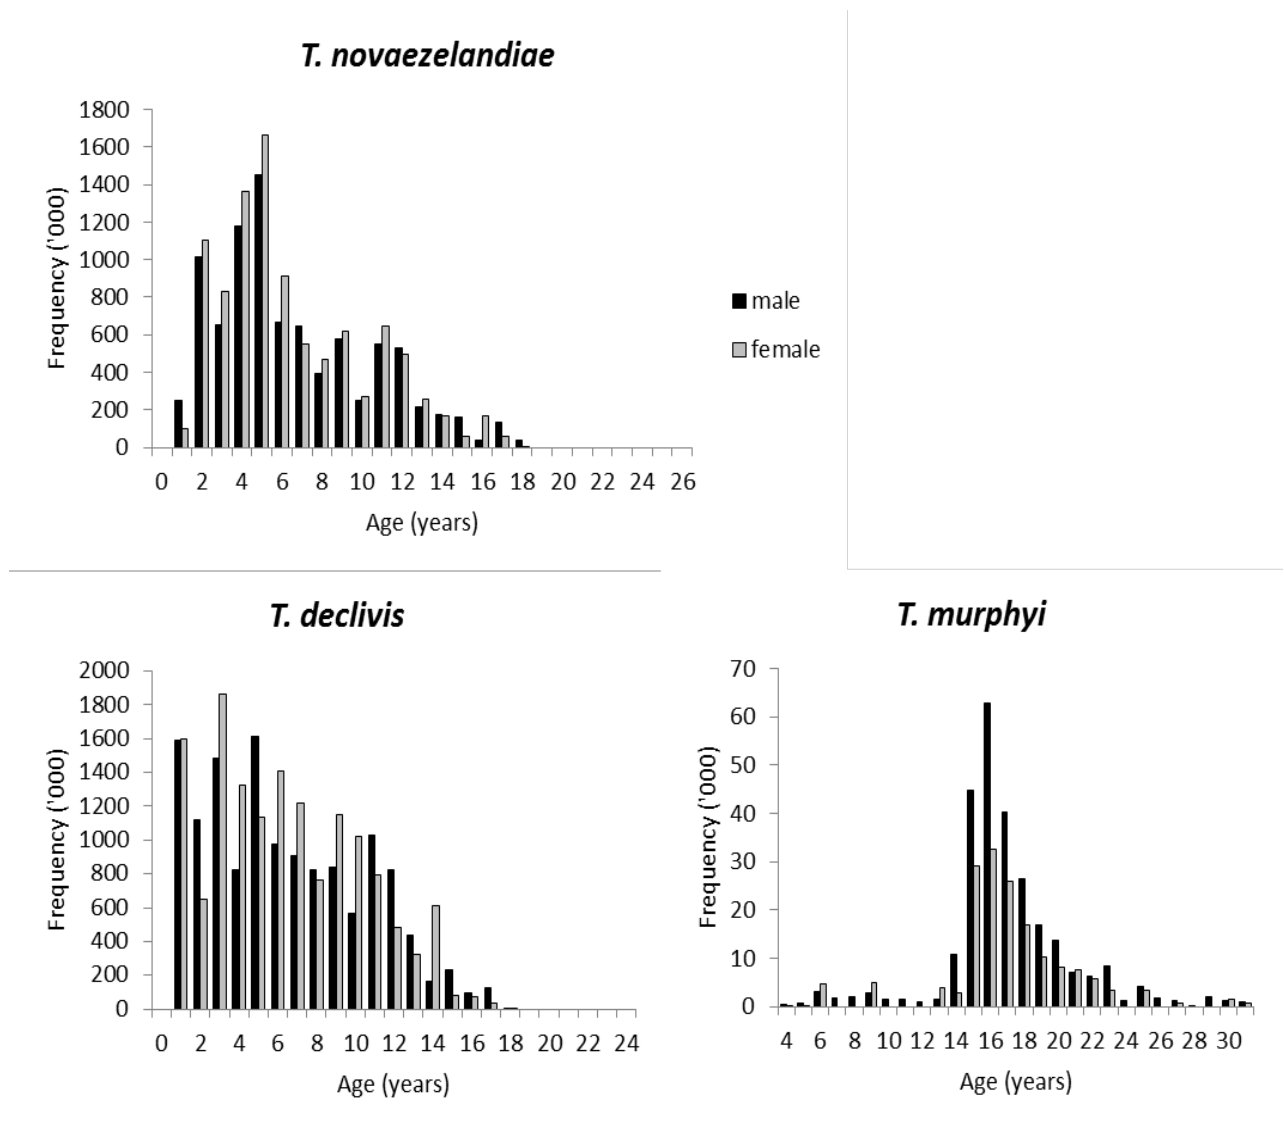 T. novaezelandiae
1800
1600
1400
1200
1000
800
600
400
200
0
Frequency ('000)
0 2 4 6 8 10 12 14 16 18 20 22 24 26
Age (years)
male
female
T. declivis
2000
1800
1600
1400
1200
1000
800
600
400
200
0
Frequency ('000)
0 2 4 6 8 10 12 14 16 18 20 22 24
Age (years)
T. murphyi
70
60
50
40
30
20
10
0
Frequency ('000)
4 6 8 10 12 14 16 18 20 22 24 26 28 30
Age (years)